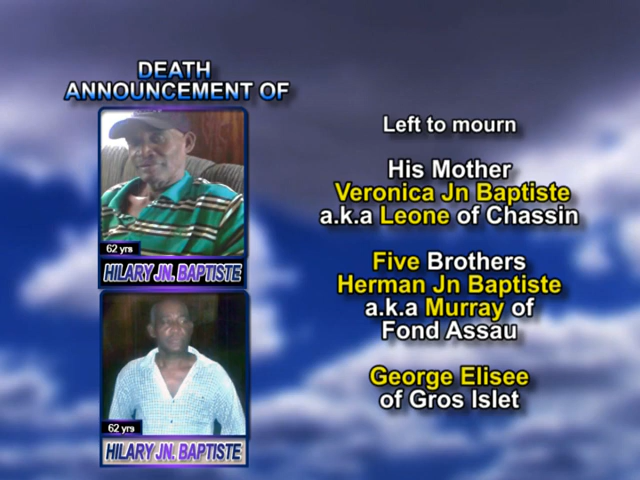 DEATH
ANNOUNCEMENT OF
62 yrs
HILARY JN. BAPTISTE
62 yrs
HILARY JN. BAPTISTE
Left to mourn
His Mother
Veronica Jn Baptiste
a.k.a Leone of Chassin
Five Brothers
Herman Jn Baptiste
a.k.a Murray of
Fond Assau
George Elisee
of Gros Islet